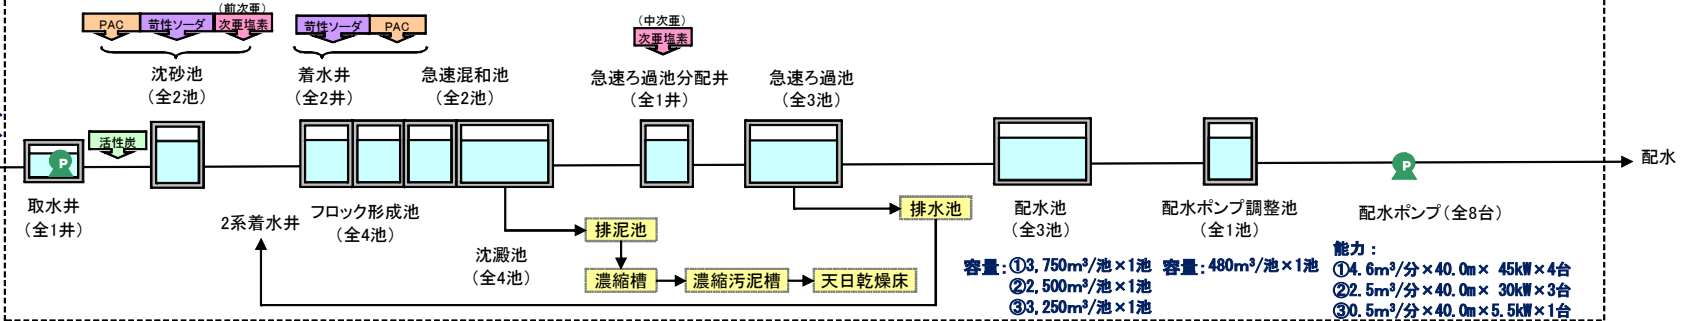 (前次亜)
PAC 苛性ソーダ 次亜塩素
苛性ソーダ PAC
(中次亜)
次亜塩素
沈砂池
(全2池)
着水井
(全2井)
急速混和池
(全2池)
急速ろ過池分配井
(全1井)
急速ろ過池
(全3池)
活性炭
P
P
配水
取水井
(全1井)
2系着水井
フロック形成池
(全4池)
沈澱池
(全4池)
排泥池
濃縮槽
濃縮汚泥槽
天日乾燥床
排水池
配水池
(全3池)
配水ポンプ調整池
(全1池)
配水ポンプ(全8台)
容量:①3,750m³/池×1池
②2,500m³/池×1池
③3,250m³/池×1池
容量:480m³/池×1池
能力:
①4.6m³/分×40.0m× 45kW×4台
②2.5m³/分×40.0m× 30kW×3台
③0.5m³/分×40.0m×5.5kW×1台